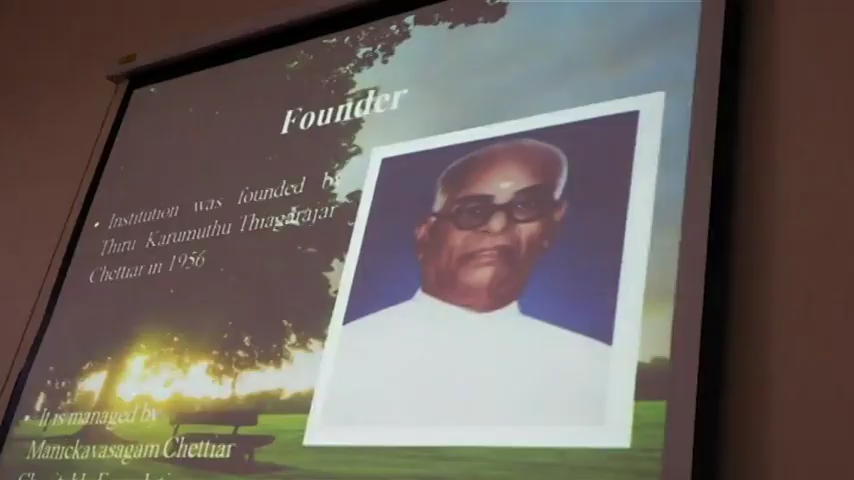 Founder
• Institution was founded by
Thiru Karumuthu Thiagarajar
Chettiar in 1956
• It is managed by
Manickavasagam Chettiar